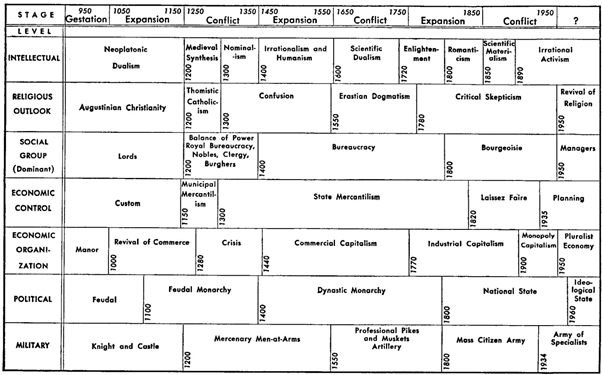 STAGE 950 1050 1150 1250 1350 1450 1550 1650 1750 1850 1950
Gestation Expansion Conflict Expansion Conflict Expansion Conflict ?
LEVEL
INTELLECTUAL
Neoplatonic
Dualism
Medieval
Synthesis
1200
Nominal-
-ism
1300
Irrationalism and
Humanism
1400
Scientific
Dualism
1600
Enlighten-
ment
1720
Romanti-
cism
1800
Scientific
Materi-
alism
1850
Irrational
Activism
1890
RELIGIOUS
OUTLOOK
Augustinian Christianity
Thomistic
Catholic-
ism
1200
Confusion
1300
Erastian Dogmatism
1550
Critical Skepticism
1780
Revival of
Religion
1950
SOCIAL
GROUP
(Dominant)
Lords
Balance of Power
Royal Bureaucracy,
Nobles, Clergy,
Burghers
1200
Bureaucracy
1400
Bourgeoisie
1800
Managers
1950
ECONOMIC
CONTROL
Custom
Municipal
Mercantil-
ism
1150
State Mercantilism
1300
Laissez Faire
1820
Planning
1935
ECONOMIC
ORGANI-
ZATION
Manor
Revival of Commerce
1000
Crisis
1280
Commercial Capitalism
1440
Industrial Capitalism
1770
Monopoly
Capitalism
1900
Pluralist
Economy
1950
POLITICAL
Feudal
Feudal Monarchy
1100
Dynastic Monarchy
1400
National State
1800
Ideo-
logical
State
1960
MILITARY
Knight and Castle
Mercenary Men-at-Arms
1200
Professional Pikes
and Muskets
Artillery
1550
Mass Citizen Army
1800
Army of
Specialists
1934